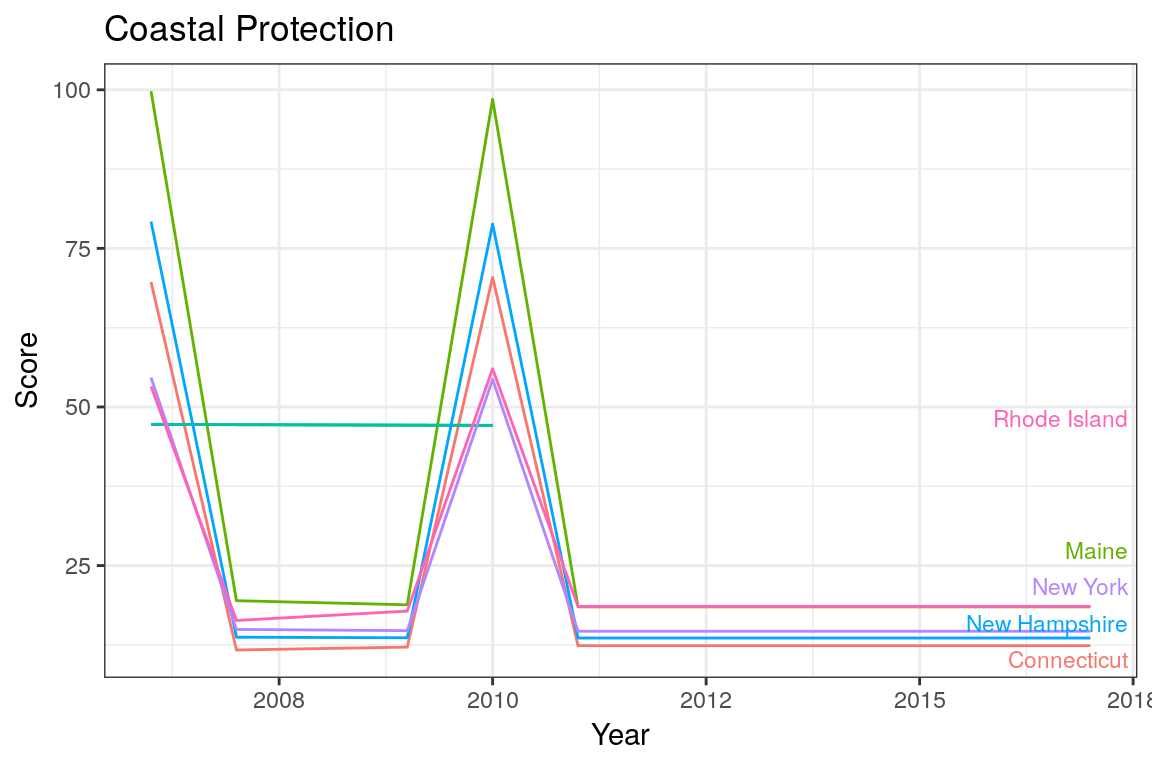 Coastal Protection
100
75
50
25
Score
Rhode Island
Maine
New York
New Hampshire
Connecticut
2008
2010
2012
2015
2018
Year